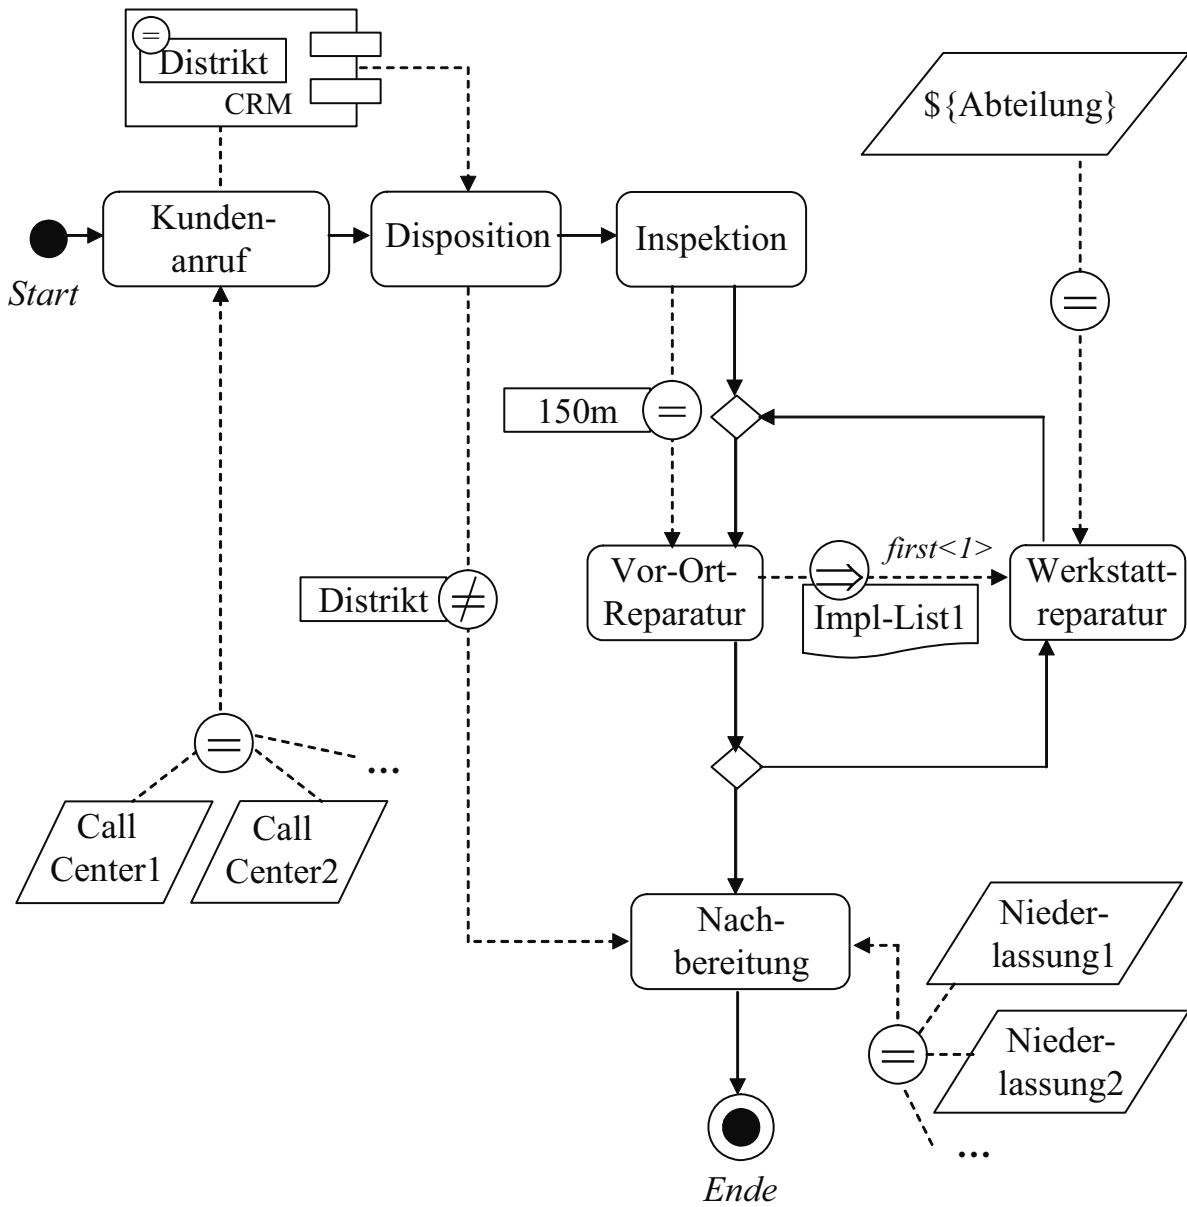 =
Distrikt
CRM
${Abteilung}
Kunden-
anruf
Disposition
Inspektion
Start
=
150m
=
first<1>
Vor-Ort-
Reparatur
⇒
Werkstatt-
reparatur
Distrikt
≠
Impl-List1
=
...
Call
Center1
Call
Center2
Nach-
bereitung
Nieder-
lassung1
=
Nieder-
lassung2
...
Ende